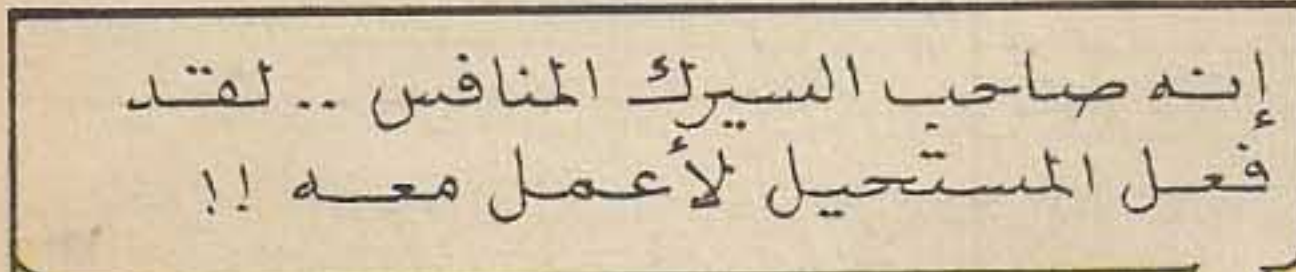 إنه صاحب السيرك المنافس .. لقد
فعل المستحيل لأعمل معه !!